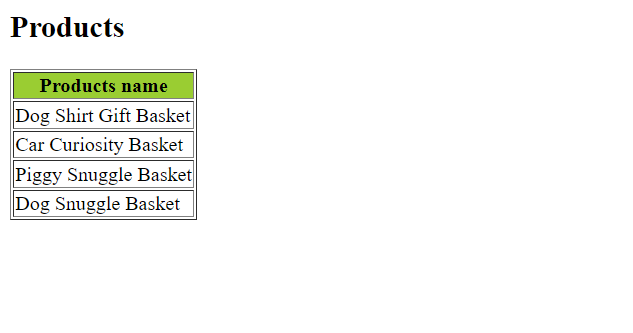 Products
Products name
Dog Shirt Gift Basket
Car Curiosity Basket
Piggy Snuggle Basket
Dog Snuggle Basket